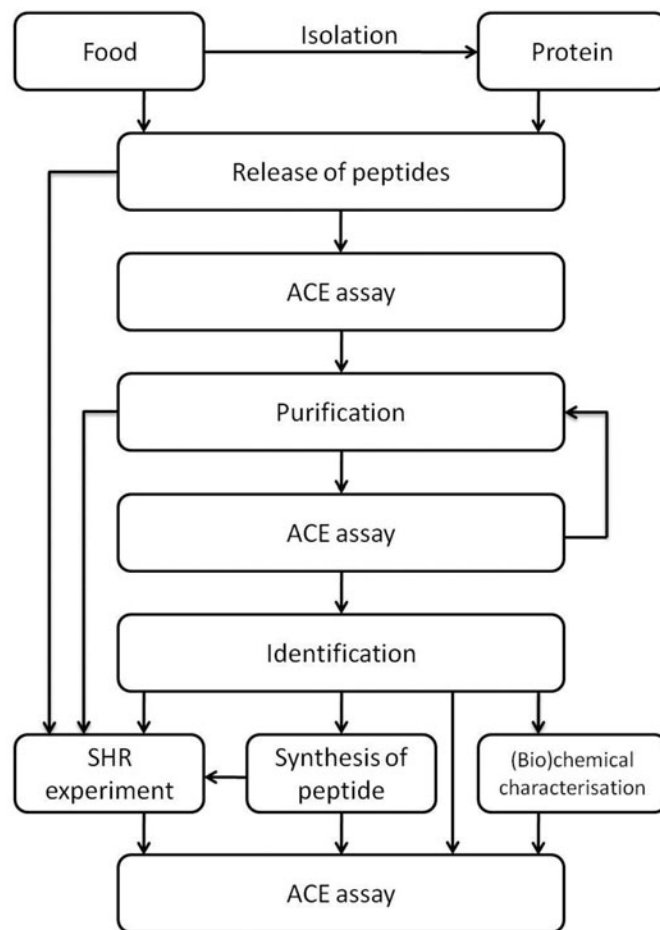 Food
Isolation
Protein
Release of peptides
ACE assay
Purification
ACE assay
Identification
SHR
experiment
Synthesis of
peptide
(Bio)chemical
characterisation
ACE assay